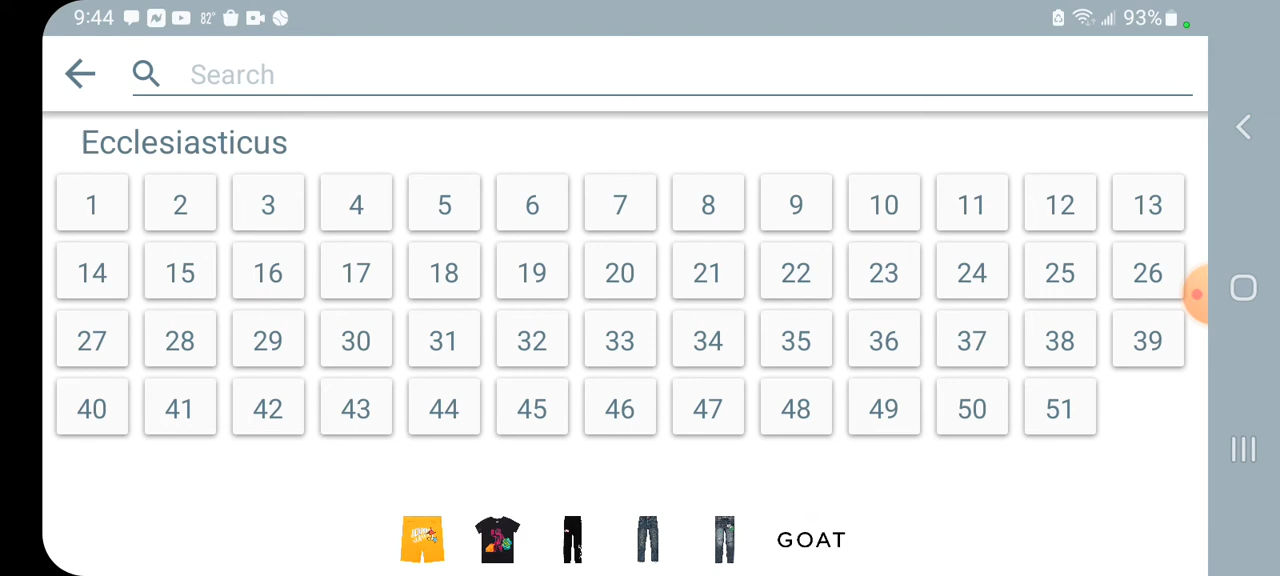 9:44 82° 93%
Search
Ecclesiasticus
1 2 3 4 5 6 7 8 9 10 11 12 13
14 15 16 17 18 19 20 21 22 23 24 25 26
27 28 29 30 31 32 33 34 35 36 37 38 39
40 41 42 43 44 45 46 47 48 49 50 51
GOAT